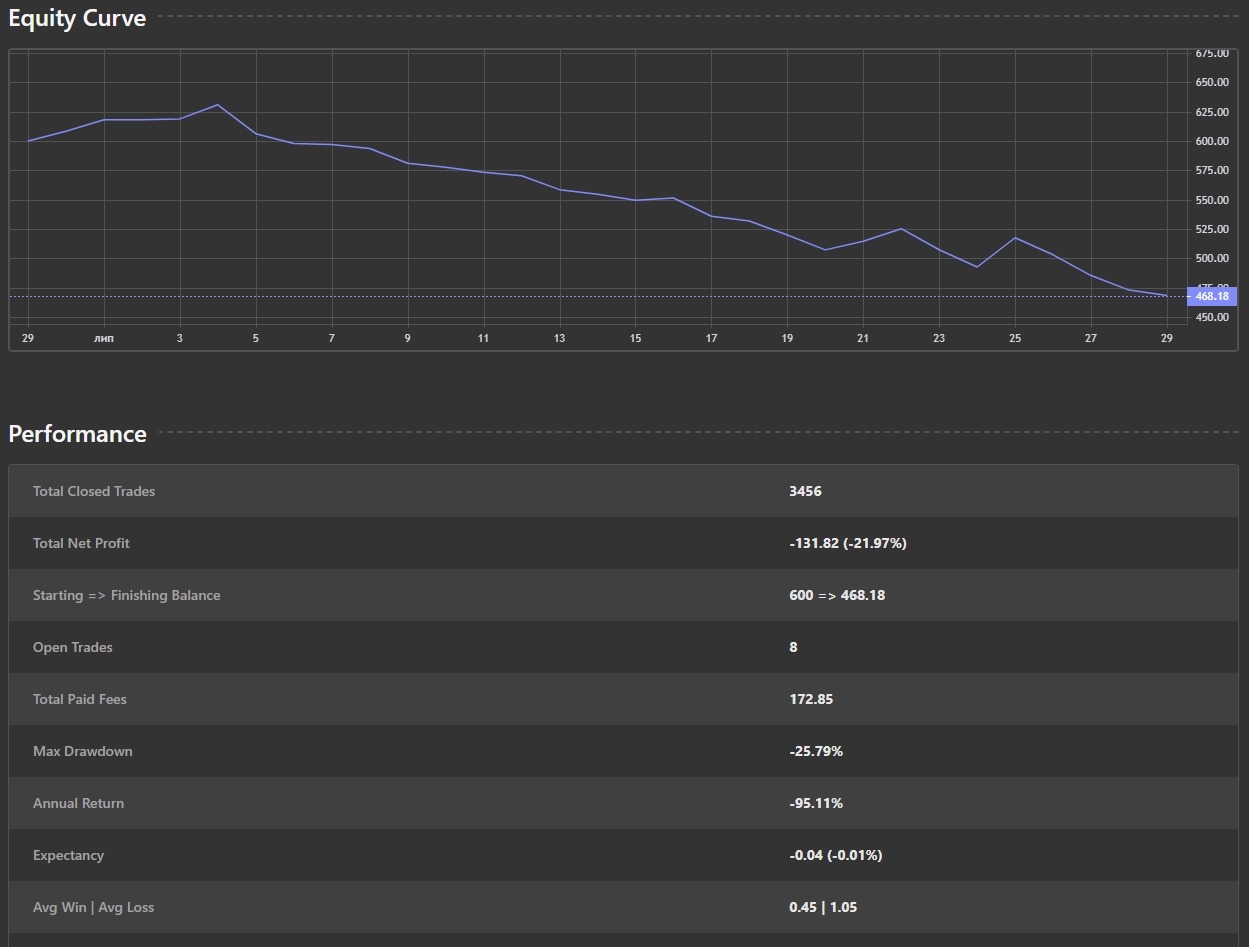 Equity Curve
675.00
650.00
625.00
600.00
575.00
550.00
525.00
500.00
475.00
468.18
450.00
29 лип 3 5 7 9 11 13 15 17 19 21 23 25 27 29
Performance
Total Closed Trades 3456
Total Net Profit -131.82 (-21.97%)
Starting => Finishing Balance 600 => 468.18
Open Trades 8
Total Paid Fees 172.85
Max Drawdown -25.79%
Annual Return -95.11%
Expectancy -0.04 (-0.01%)
Avg Win | Avg Loss 0.45 | 1.05